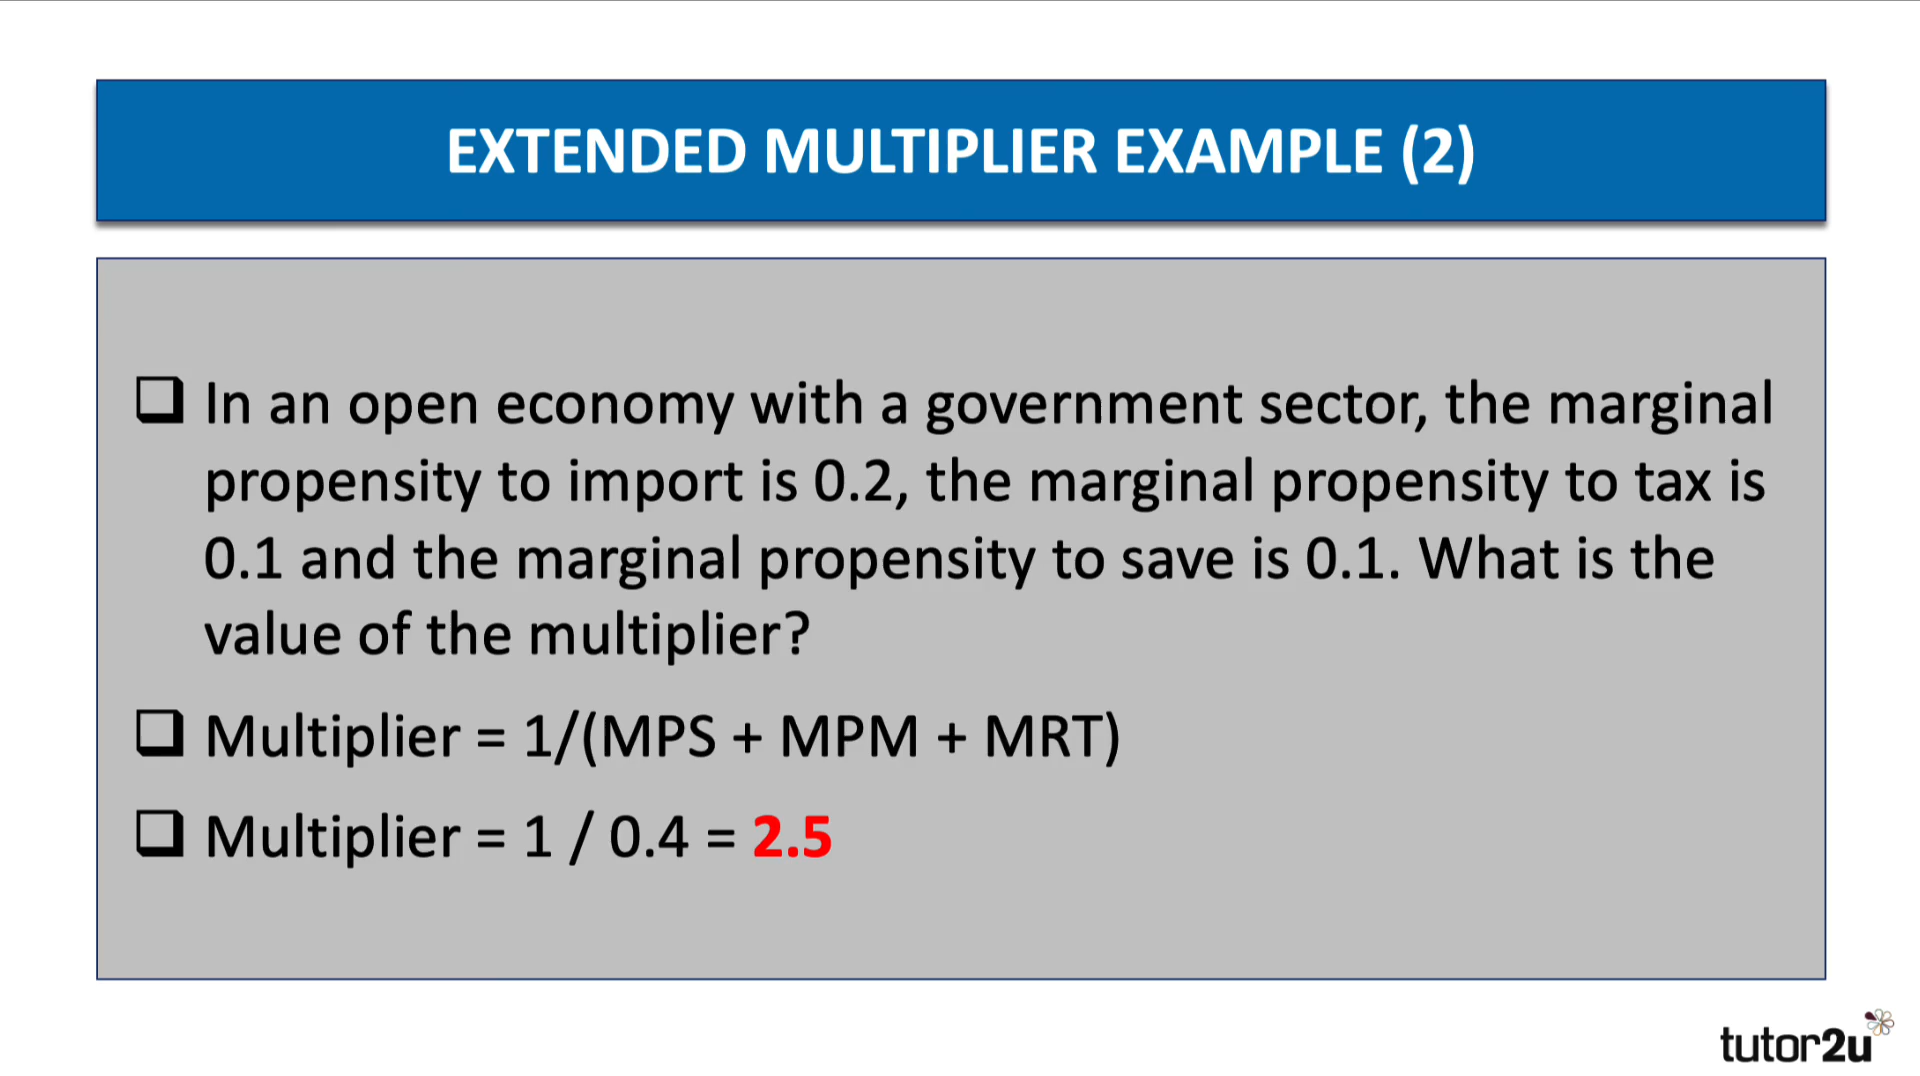 EXTENDED MULTIPLIER EXAMPLE (2)
❑ In an open economy with a government sector, the marginal
propensity to import is 0.2, the marginal propensity to tax is
0.1 and the marginal propensity to save is 0.1. What is the
value of the multiplier?
❑ Multiplier = 1/(MPS + MPM + MRT)
❑ Multiplier = 1 / 0.4 = 2.5
tutor2u